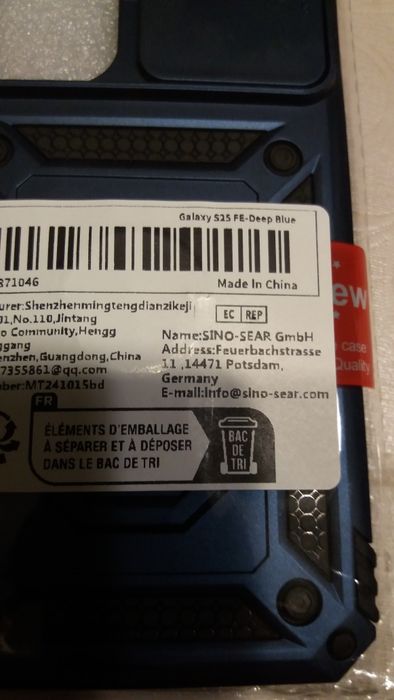 Galaxy S25 FE-Deep Blue
871046
Made In China
urer:Shenzhenmingtengdianzikeji
01,No.110,Jintang
o Community,Hengg
ggang
enzhen,Guangdong,China
7355861@qq.com
ber:MT241015bd
EC REP
Name:SINO-SEAR GmbH
Address:Feuerbachstrasse
11 ,14471 Potsdam,
Germany
E-mail:Info@sino-sear.com
FR
ÉLÉMENTS D'EMBALLAGE
À SÉPARER ET À DÉPOSER
DANS LE BAC DE TRI
BAC
DE
TRI
ew
case
Quality